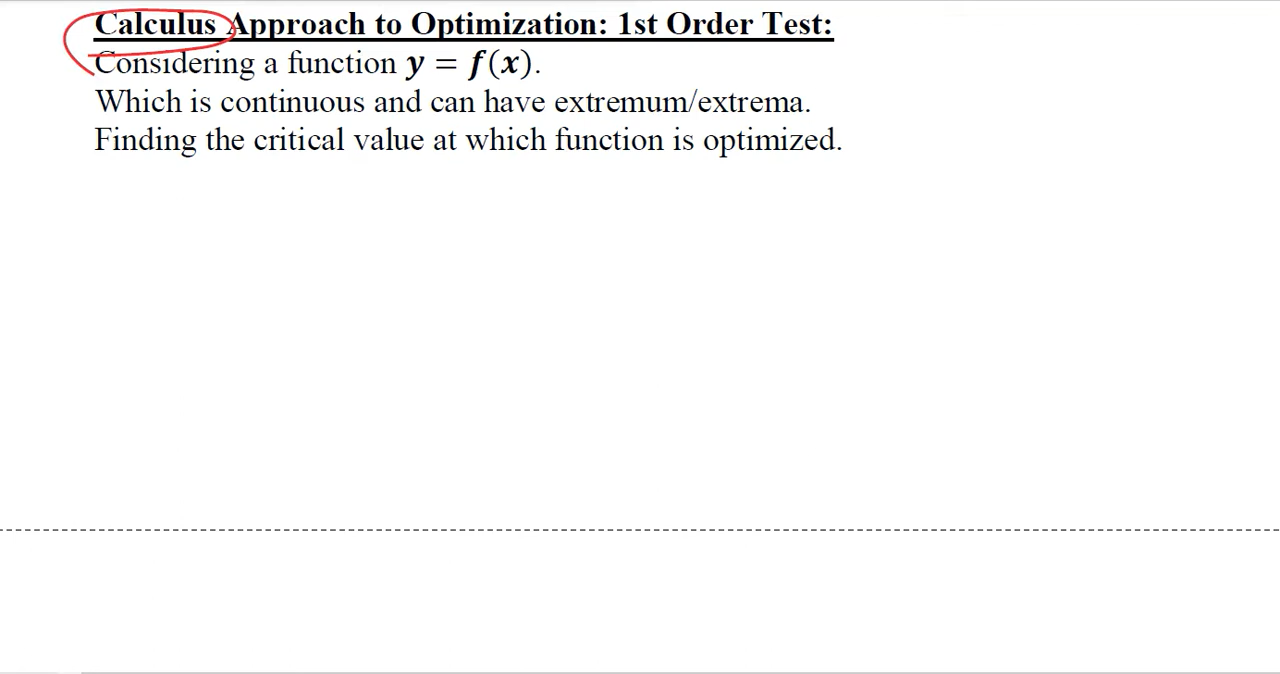 Calculus Approach to Optimization: 1st Order Test:
Considering a function y = f(x).
Which is continuous and can have extremum/extrema.
Finding the critical value at which function is optimized.